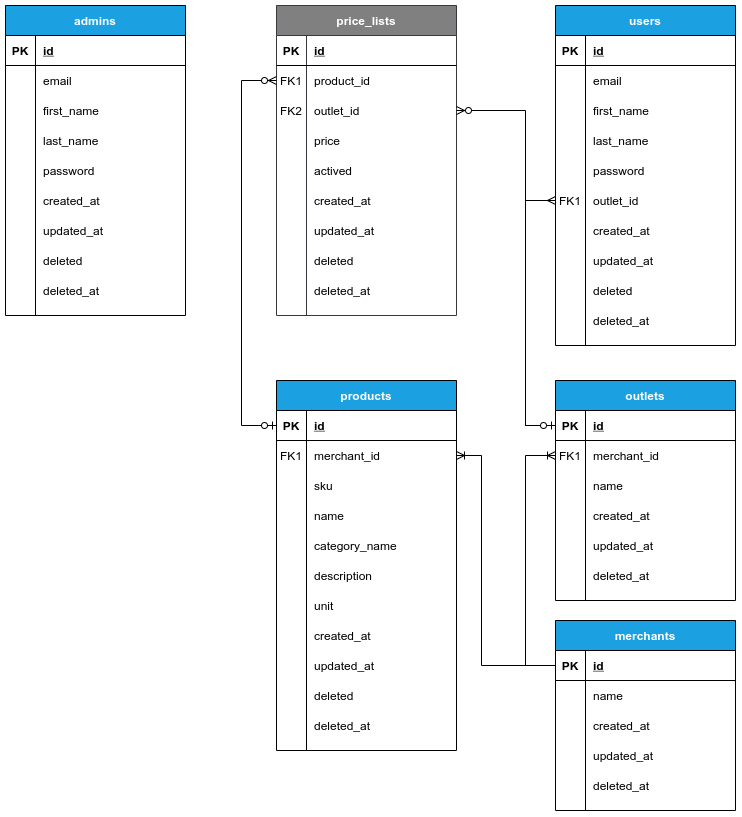 admins
PK id
email
first_name
last_name
password
created_at
updated_at
deleted
deleted_at
price_lists
PK id
FK1 product_id
FK2 outlet_id
price
actived
created_at
updated_at
deleted
deleted_at
users
PK id
email
first_name
last_name
password
FK1 outlet_id
created_at
updated_at
deleted
deleted_at
products
PK id
FK1 merchant_id
sku
name
category_name
description
unit
created_at
updated_at
deleted
deleted_at
outlets
PK id
FK1 merchant_id
name
created_at
updated_at
deleted_at
merchants
PK id
name
created_at
updated_at
deleted_at